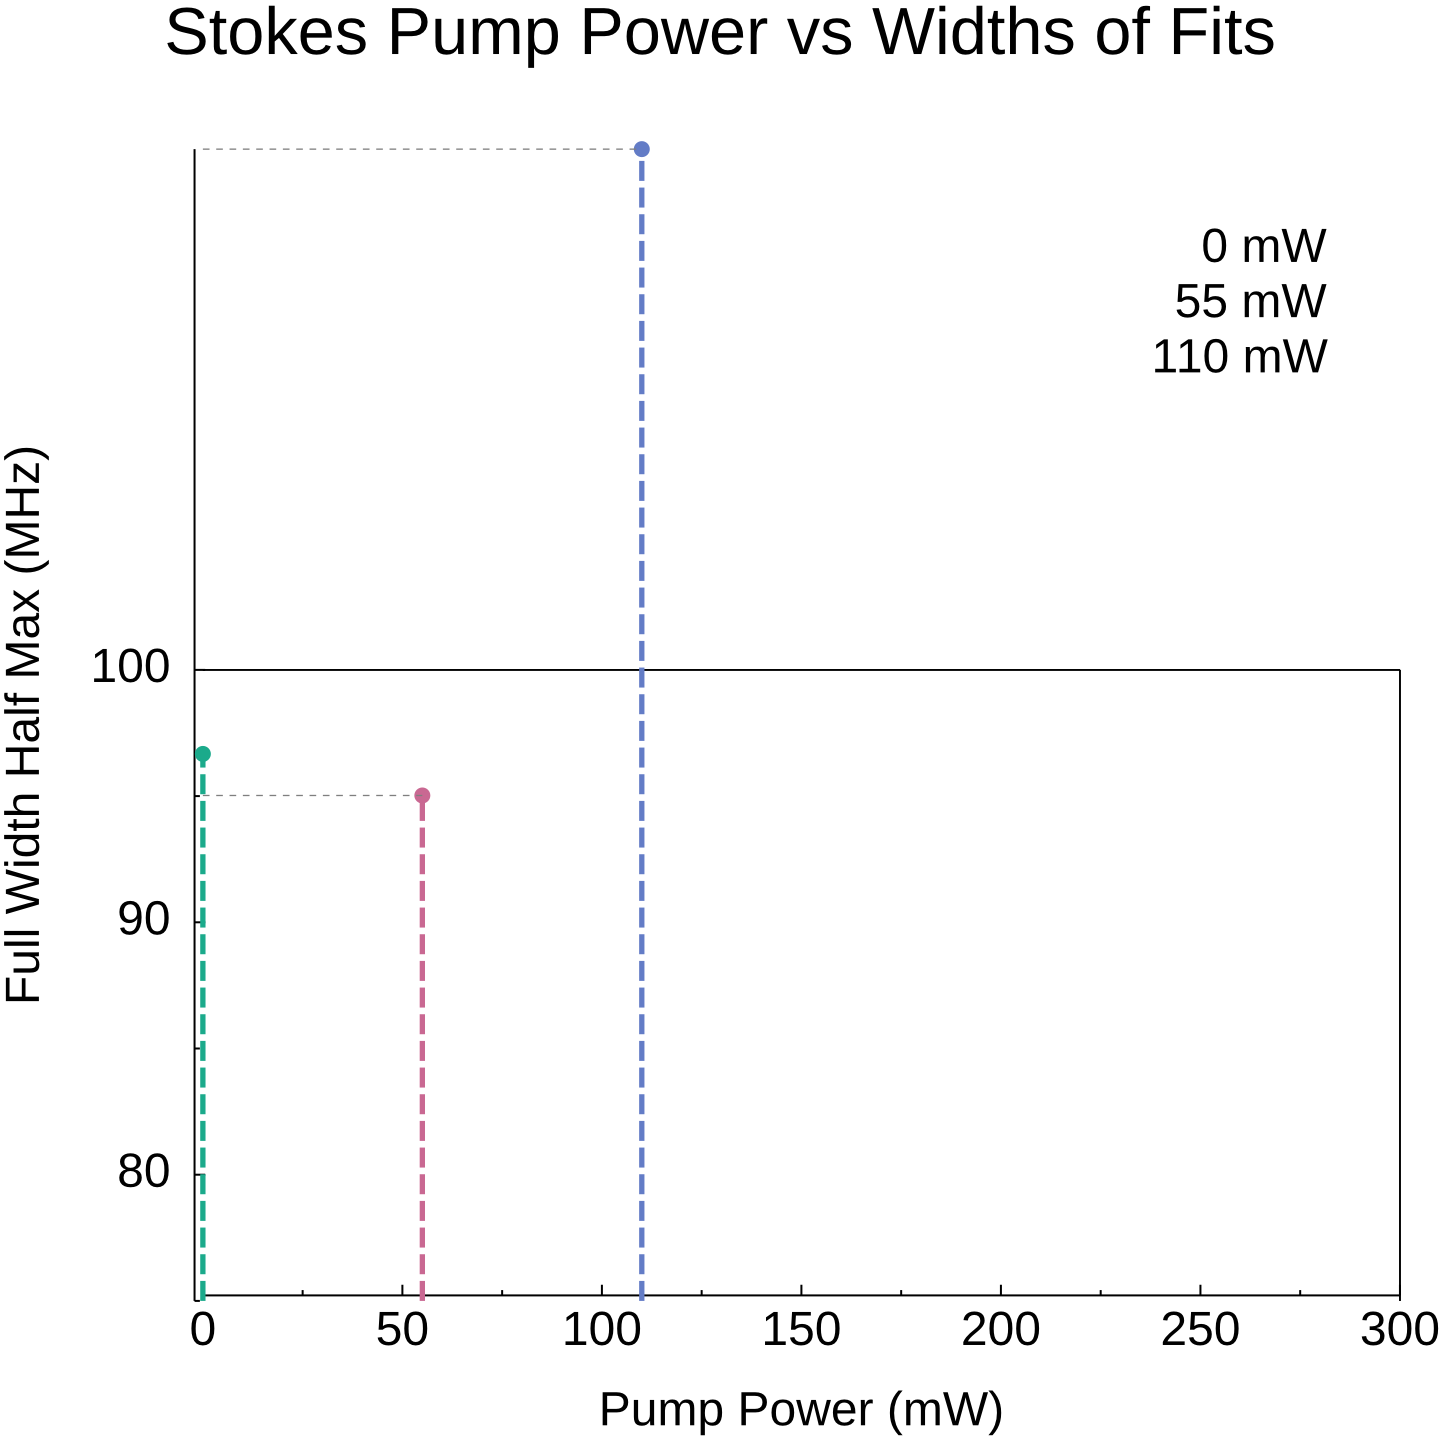 Stokes Pump Power vs Widths of Fits
0 mW
55 mW
110 mW
Full Width Half Max (MHz)
100
90
80
0 50 100 150 200 250 300
Pump Power (mW)